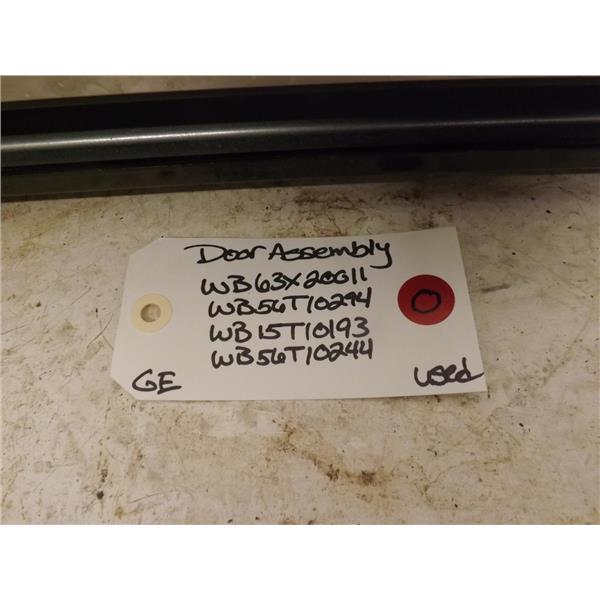 Door Assembly
WB63X20011
WB56T10294
WB15T10193
WB56T10244
GE
used
O